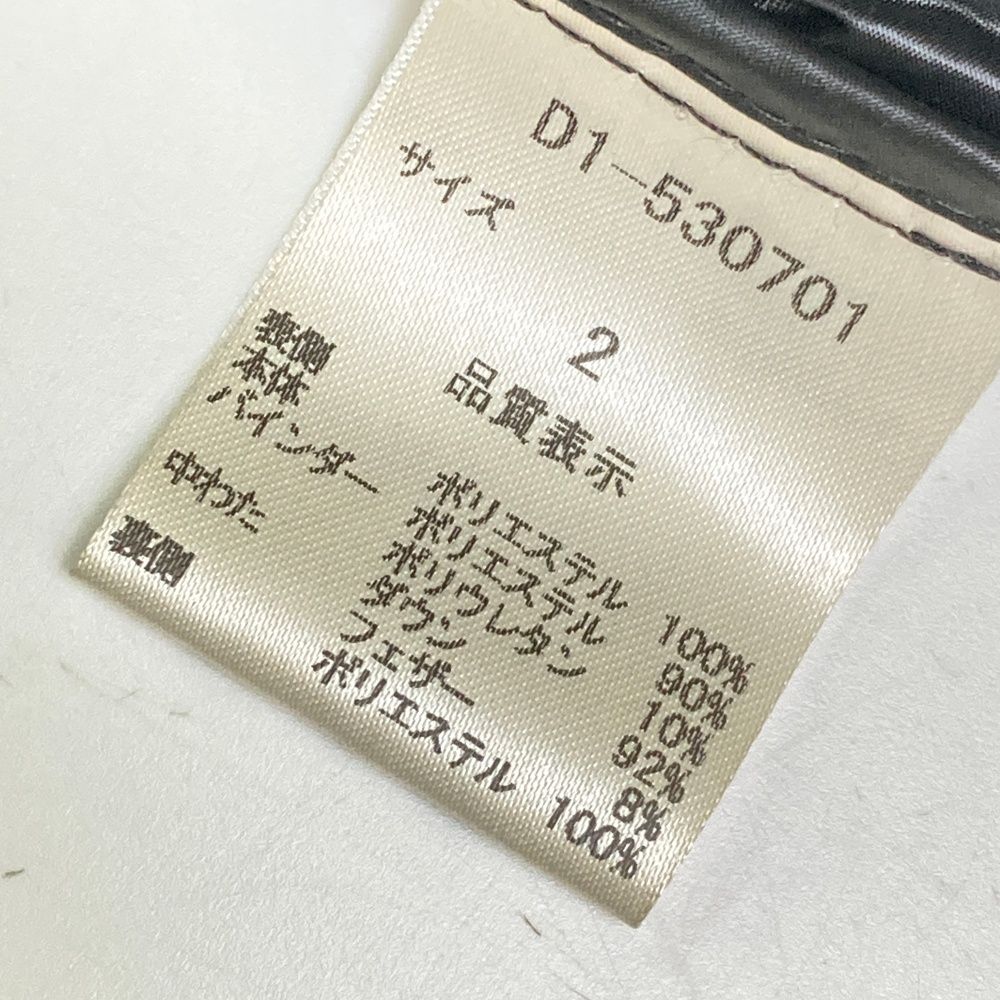 D1-530701
サイズ
2
品質表示
表側
本体 ポリエステル 100%
バインダー ポリエステル 90%
ポリウレタン 10%
中わた ダウン 92%
フェザー 8%
裏側 ポリエステル 100%